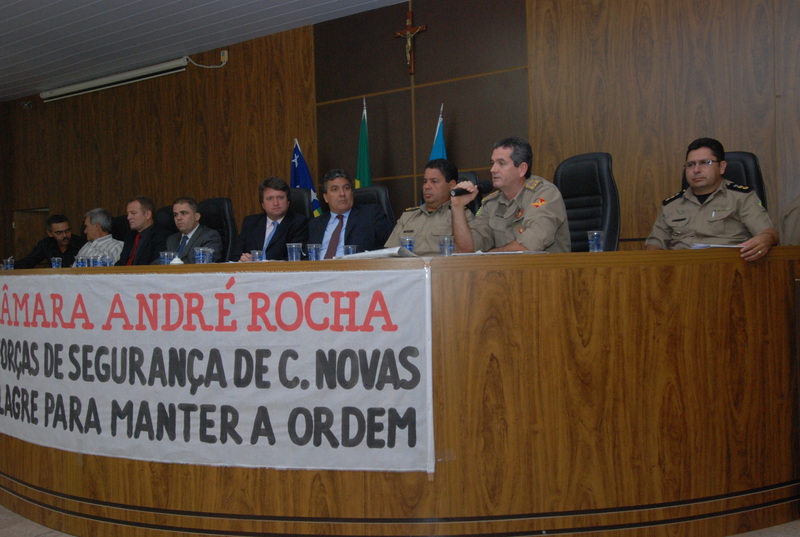 ÂMARA ANDRÉ ROCHA
ORÇAS DE SEGURANÇA DE C. NOVAS
LAGRE PARA MANTER A ORDEM